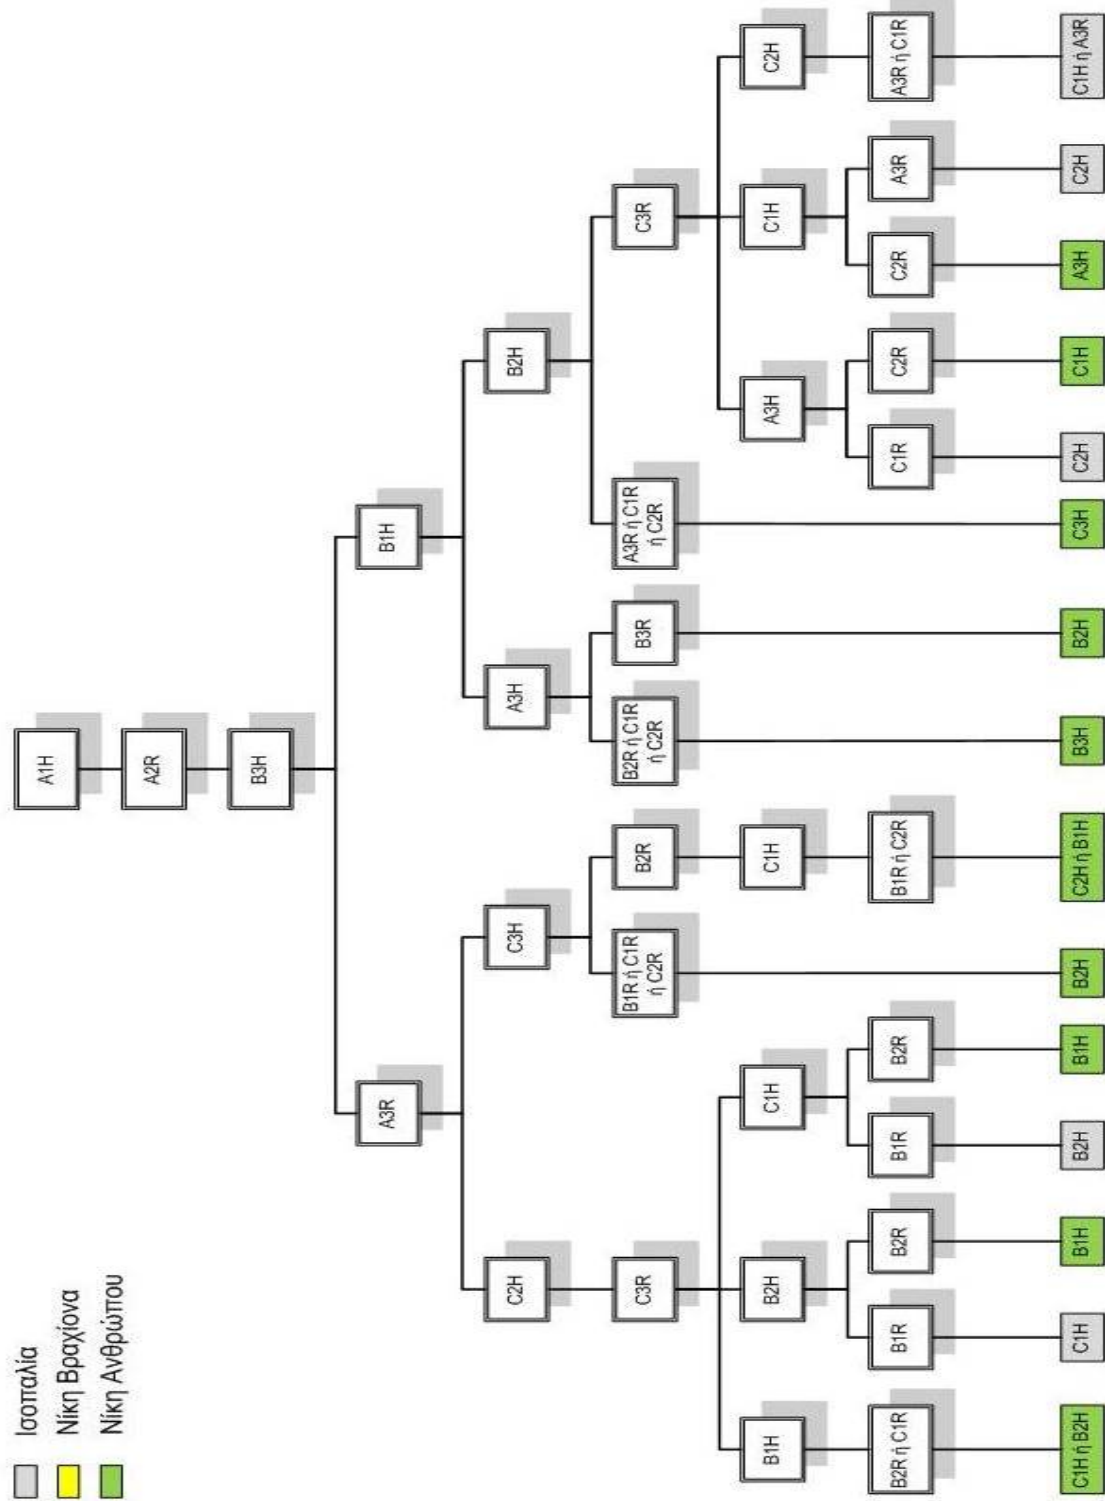 Ισοπαλία
Νίκη Βραχίονα
Νίκη Ανθρώπου
A1H
A2R
B3H
A3R
B1H
C2H
C3H
A3H
B2H
C3R
B1R ή C1R
ή C2R
B2R
B2R ή C1R
ή C2R
B3R
A3R ή C1R
ή C2R
C3R
B1H
B2H
C1H
C1H
A3H
C1H
C2H
B2R ή C1R
B1R
B2R
B1R
B2R
B1R ή C2R
C1R
C2R
C2R
A3R
A3R ή C1R
C1H ή B2H
C1H
B1H
B2H
B1H
B2H
C2H ή B1H
B3H
B2H
C3H
C2H
C1H
A3H
C2H
C1H ή A3R